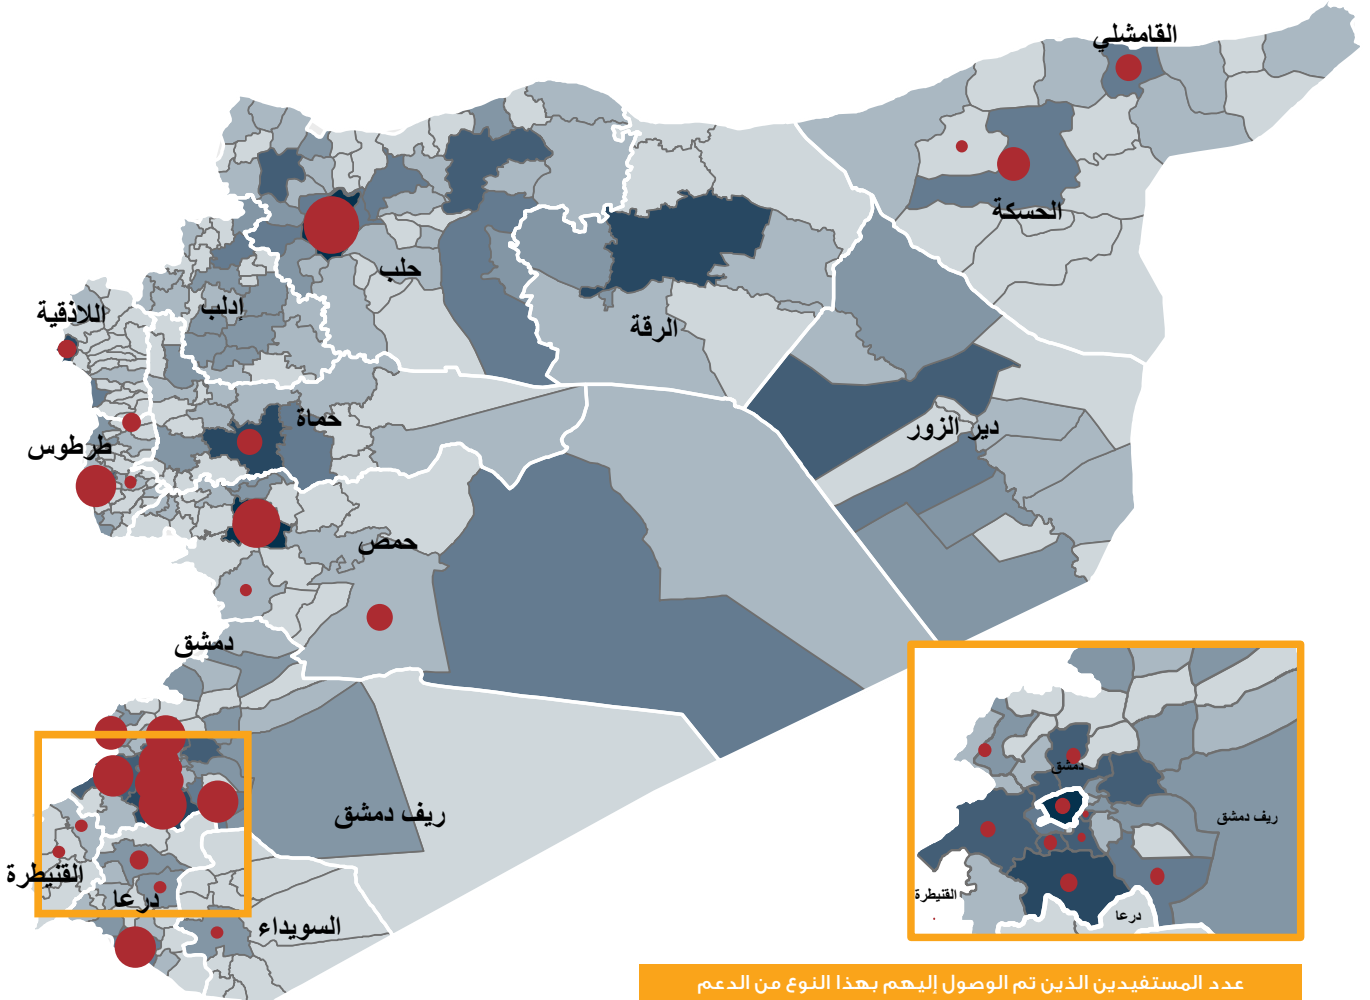 القامشلي
الحسكة
حلب
إدلب
اللاذقية
الرقة
حماة
دير الزور
طرطوس
حمص
دمشق
ريف دمشق
القنيطرة
درعا
السويداء
دمشق
ريف دمشق
القنيطرة
درعا
عدد المستفيدين الذين تم الوصول إليهم بهذا النوع من الدعم